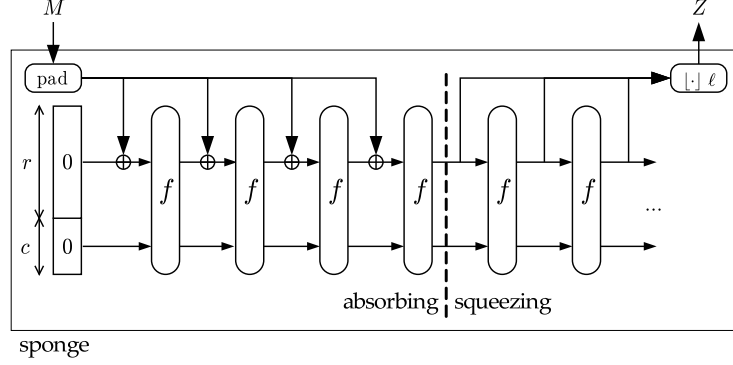 M Z
pad ⌊·⌋ ℓ
r 0 f f f f f f
...
c 0
absorbing squeezing
sponge